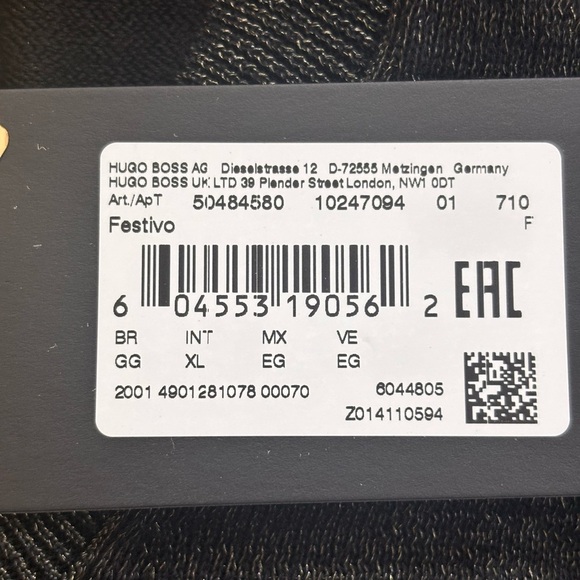 HUGO BOSS AG Dieselstrasse 12 D-72555 Metzingen Germany
HUGO BOSS UK LTD 39 Plender Street London, NW1 0DT
Art./АрТ 50484580 10247094 01 710
Festivo F
6 04553 19056 2 EAC
BR INT MX VE
GG XL EG EG
2001 4901281078 00070 6044805
Z014110594